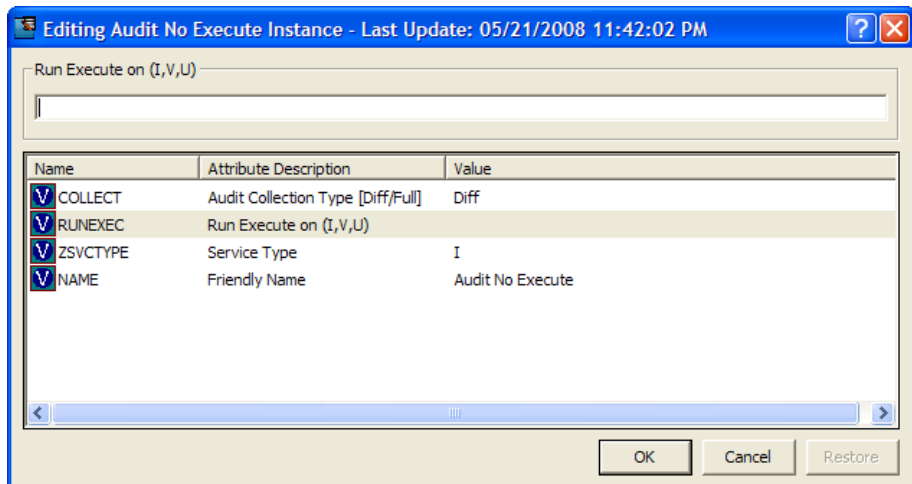 Editing Audit No Execute Instance - Last Update: 05/21/2008 11:42:02 PM
Run Execute on (I,V,U)
Name Attribute Description Value
V COLLECT Audit Collection Type [Diff/Full] Diff
V RUNEXEC Run Execute on (I,V,U)
V ZSVCTYPE Service Type I
V NAME Friendly Name Audit No Execute
OK Cancel Restore